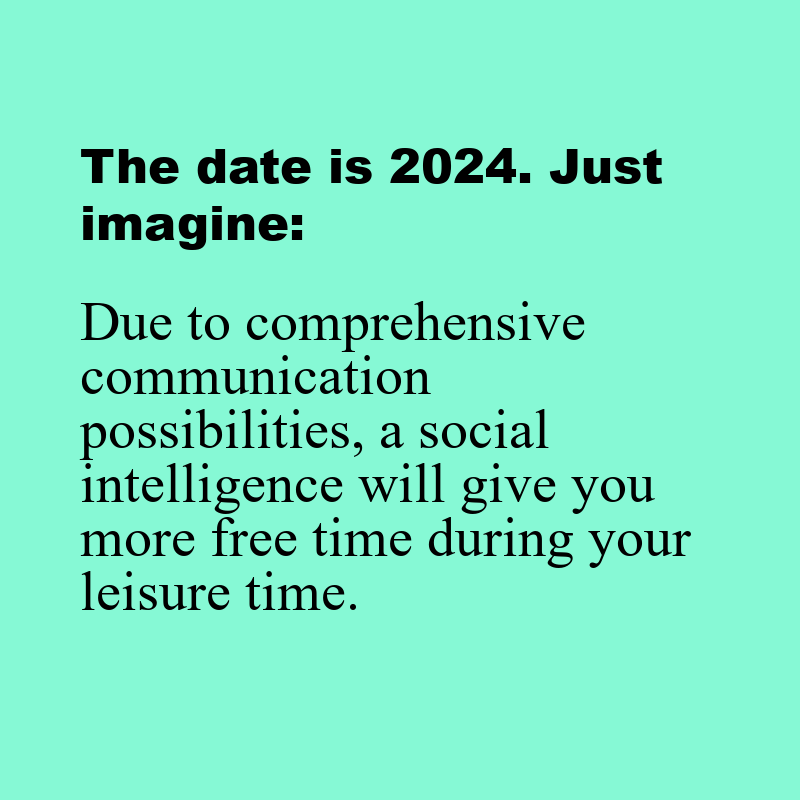 The date is 2024. Just
imagine:
Due to comprehensive
communication
possibilities, a social
intelligence will give you
more free time during your
leisure time.